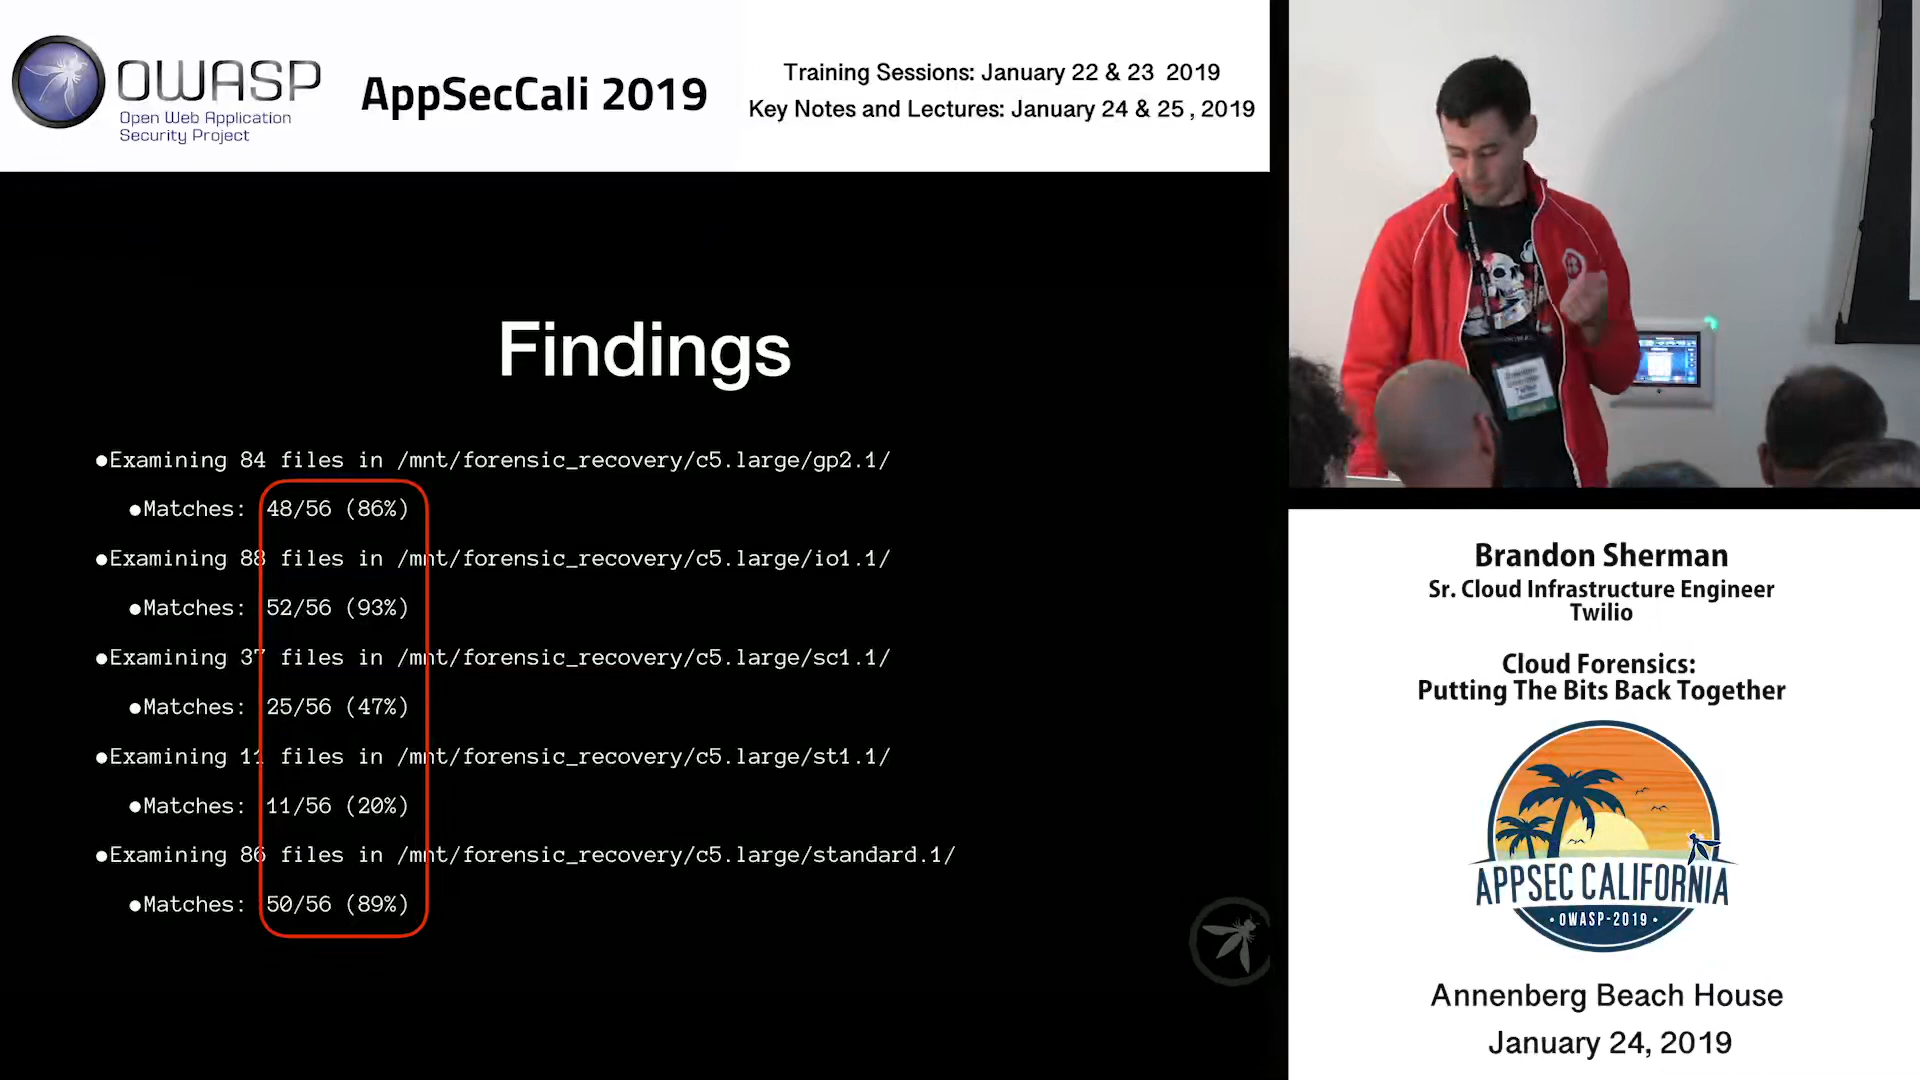 OWASP
Open Web Application
Security Project
AppSecCali 2019
Training Sessions: January 22 & 23 2019
Key Notes and Lectures: January 24 & 25 , 2019
Findings
●Examining 84 files in /mnt/forensic_recovery/c5.large/gp2.1/
●Matches: 48/56 (86%)
●Examining 88 files in /mnt/forensic_recovery/c5.large/io1.1/
●Matches: 52/56 (93%)
●Examining 37 files in /mnt/forensic_recovery/c5.large/sc1.1/
●Matches: 25/56 (47%)
●Examining 11 files in /mnt/forensic_recovery/c5.large/st1.1/
●Matches: 11/56 (20%)
●Examining 86 files in /mnt/forensic_recovery/c5.large/standard.1/
●Matches: 50/56 (89%)
Brandon Sherman
Sr. Cloud Infrastructure Engineer
Twilio
Cloud Forensics:
Putting The Bits Back Together
APPSEC CALIFORNIA
• OWASP-2019 •
Annenberg Beach House
January 24, 2019